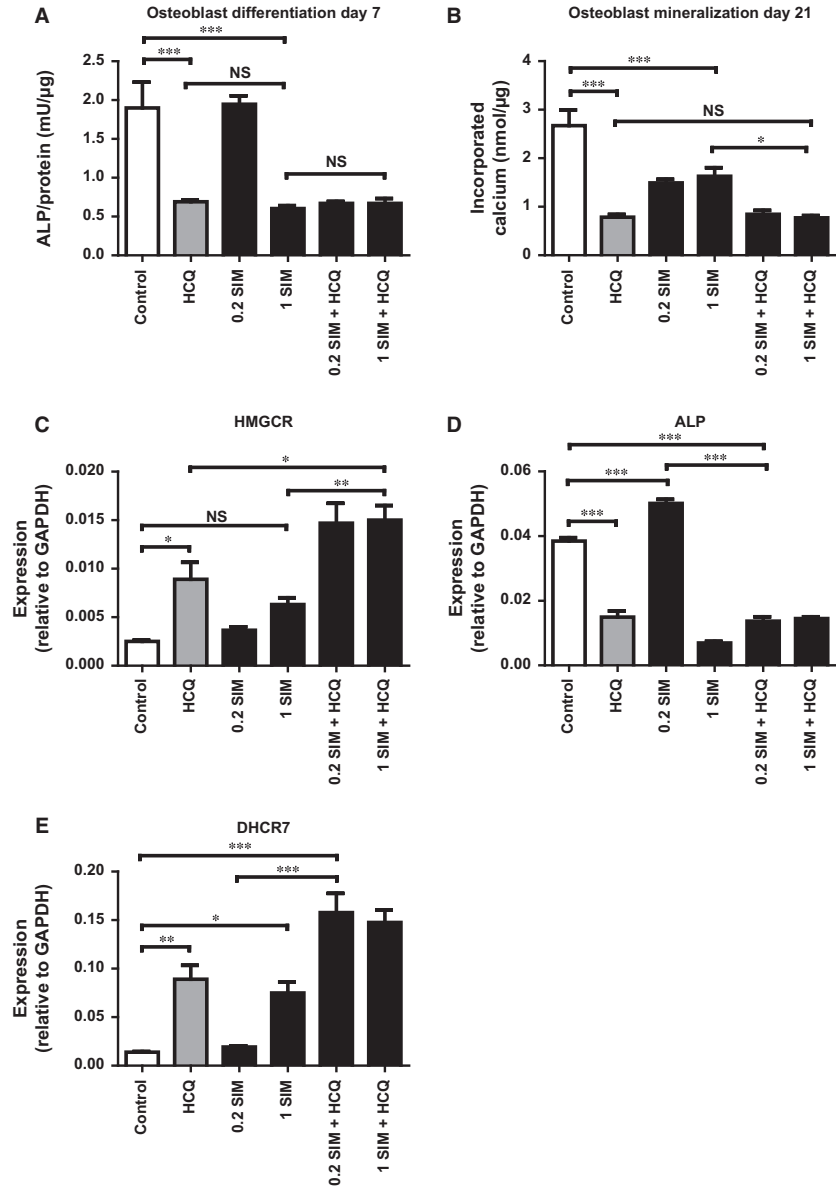 A
Osteoblast differentiation day 7
***
***
NS
NS
ALP/protein (mU/µg)
2.5
2.0
1.5
1.0
0.5
0.0
Control
HCQ
0.2 SIM
1 SIM
0.2 SIM + HCQ
1 SIM + HCQ
B
Osteoblast mineralization day 21
***
***
NS
*
Incorporated
calcium (nmol/µg)
4
3
2
1
0
Control
HCQ
0.2 SIM
1 SIM
0.2 SIM + HCQ
1 SIM + HCQ
C
HMGCR
*
**
NS
*
Expression
(relative to GAPDH)
0.020
0.015
0.010
0.005
0.000
Control
HCQ
0.2 SIM
1 SIM
0.2 SIM + HCQ
1 SIM + HCQ
D
ALP
***
***
***
***
Expression
(relative to GAPDH)
0.06
0.04
0.02
0.00
Control
HCQ
0.2 SIM
1 SIM
0.2 SIM + HCQ
1 SIM + HCQ
E
DHCR7
***
***
*
**
Expression
(relative to GAPDH)
0.20
0.15
0.10
0.05
0.00
Control
HCQ
0.2 SIM
1 SIM
0.2 SIM + HCQ
1 SIM + HCQ